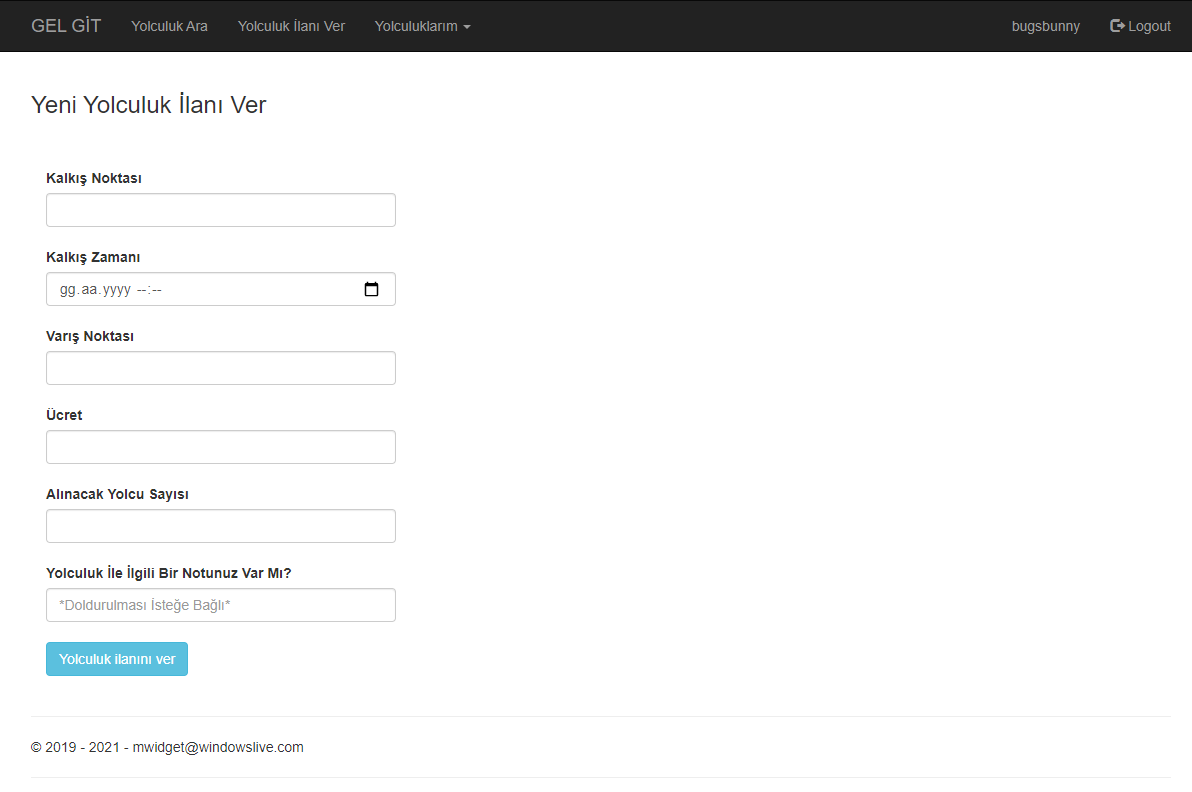 GEL GİT Yolculuk Ara Yolculuk İlanı Ver Yolculuklarım bugsbunny Logout
Yeni Yolculuk İlanı Ver
Kalkış Noktası
Kalkış Zamanı
gg.aa.yyyy --:--
Varış Noktası
Ücret
Alınacak Yolcu Sayısı
Yolculuk İle İlgili Bir Notunuz Var Mı?
*Doldurulması İsteğe Bağlı*
Yolculuk ilanını ver
© 2019 - 2021 - mwidget@windowslive.com